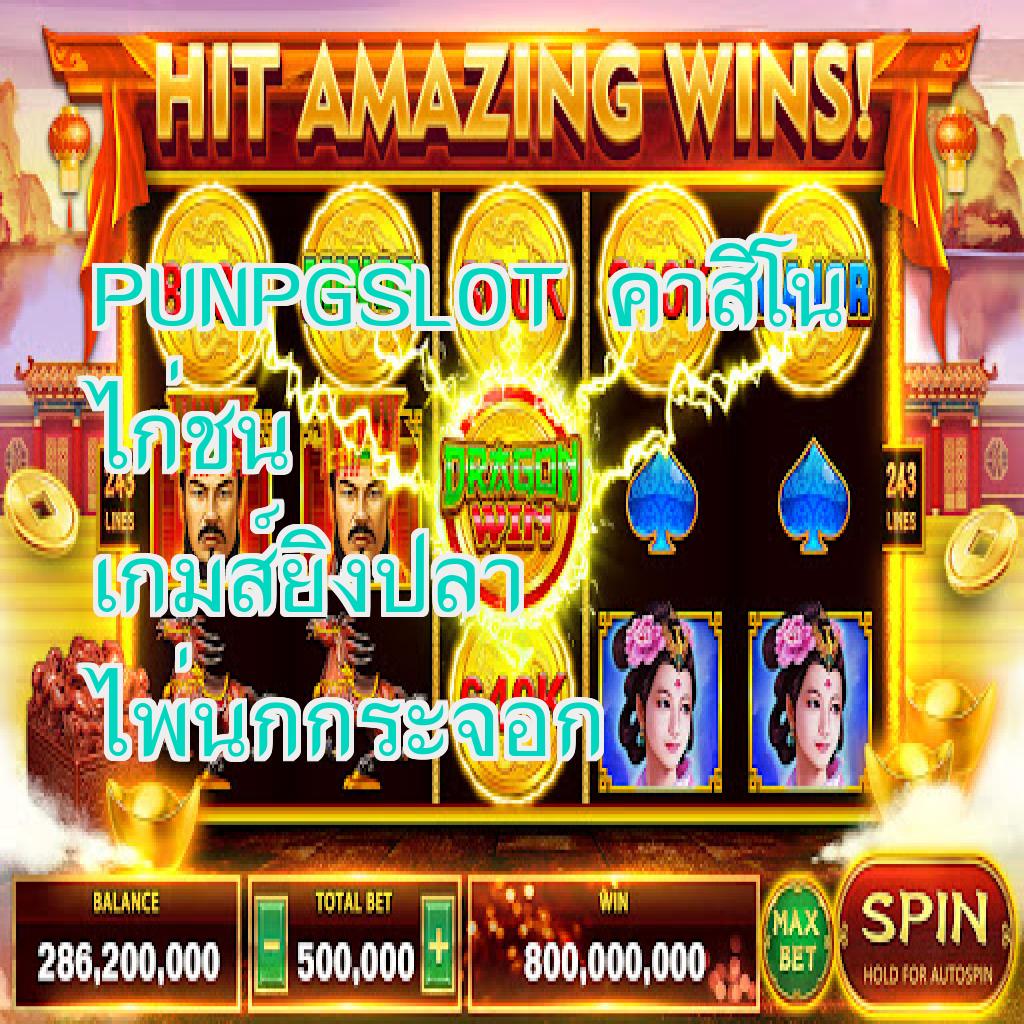 HIT AMAZING WINS!
PUNPGSLOT คาสิโน
ไก่ชน
243 243
LINES LINES
DRAGON
WIN
เกมส์ยิงปลา
ไพ่นกกระจอก
BALANCE TOTAL BET WIN
286,200,000 - 500,000 + 800,000,000
MAX BET
SPIN
HOLD FOR AUTOSPIN